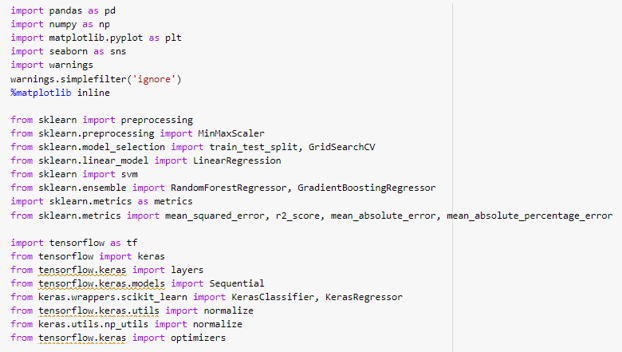 import pandas as pd
import numpy as np
import matplotlib.pyplot as plt
import seaborn as sns
import warnings
warnings.simplefilter('ignore')
%matplotlib inline
from sklearn import preprocessing
from sklearn.preprocessing import MinMaxScaler
from sklearn.model_selection import train_test_split, GridSearchCV
from sklearn.linear_model import LinearRegression
from sklearn import svm
from sklearn.ensemble import RandomForestRegressor, GradientBoostingRegressor
import sklearn.metrics as metrics
from sklearn.metrics import mean_squared_error, r2_score, mean_absolute_error, mean_absolute_percentage_error
import tensorflow as tf
from tensorflow import keras
from tensorflow.keras import layers
from tensorflow.keras.models import Sequential
from keras.wrappers.scikit_learn import KerasClassifier, KerasRegressor
from tensorflow.keras.utils import normalize
from keras.utils.np_utils import normalize
from tensorflow.keras import optimizers